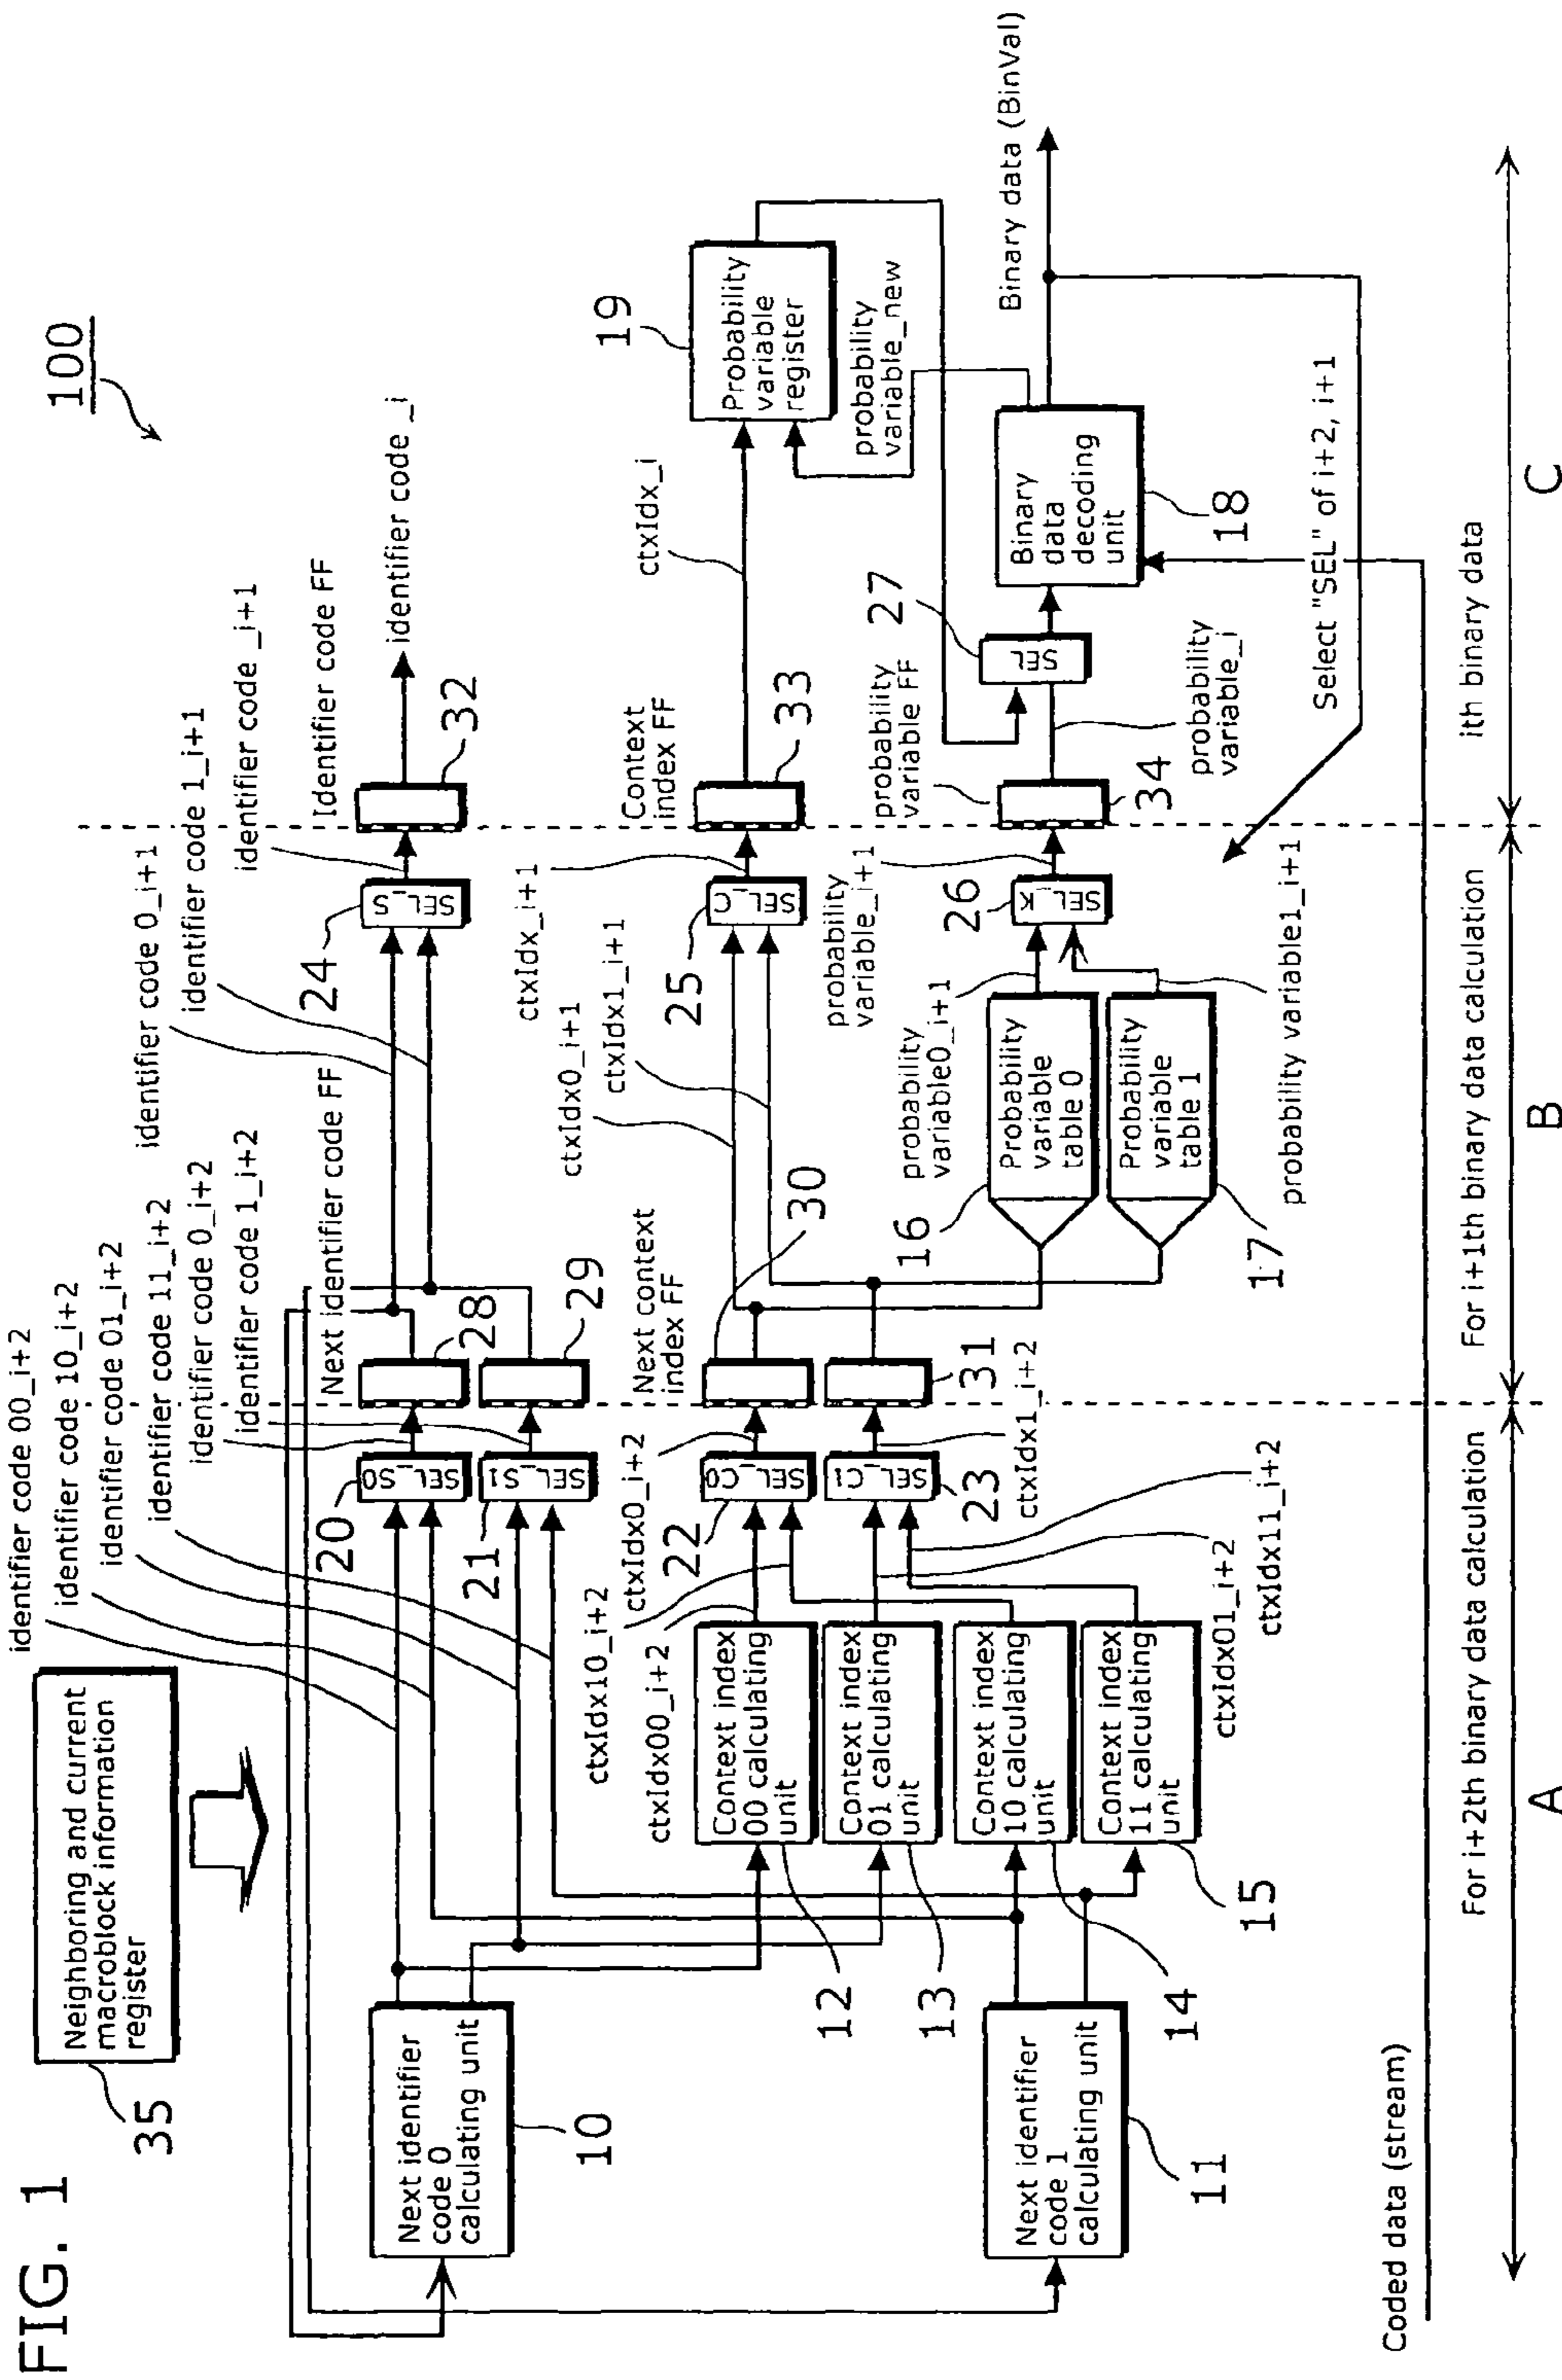 FIG. 1
100
35
Neighboring and current
macroblock information
register
identifier code 00_i+2
identifier code 10_i+2
identifier code 01_i+2
identifier code 11_i+2
identifier code 0_i+2
identifier code 1_i+2
Next identifier code FF
identifier code 0_i+1
identifier code 1_i+1
identifier code _i+1
Identifier code FF
identifier code _i
Next identifier
code 0
calculating unit
10
20
SEL_S0
28
24
SEL_S
32
21
SEL_S1
29
ctxIdx10_i+2
ctxIdx00_i+2
ctxIdx0_i+2
Next context
index FF
30
ctxIdx0_i+1
ctxIdx1_i+1
ctxIdx_i+1
Context
index FF
ctxIdx_i
19
Probability
variable
register
Context index
00 calculating
unit
12
22
SEL_C0
25
SEL_C
33
Context index
01 calculating
unit
13
SEL_C1
23
31
ctxIdx1_i+2
probability
variable_new
Context index
10 calculating
unit
14
Context index
11 calculating
unit
15
ctxIdx01_i+2
ctxIdx11_i+2
Next identifier
code 1
calculating unit
11
16
Probability
variable
table 0
probability
variable0_i+1
probability
variable_i+1
26
SEL_K
probability
variable FF
34
27
SEL
probability
variable_i
Binary
data
decoding
unit
18
Binary data (BinVal)
17
Probability
variable
table 1
probability variable1_i+1
Select "SEL" of i+2, i+1
Coded data (stream)
For i+2th binary data calculation
For i+1th binary data calculation
ith binary data
A
B
C